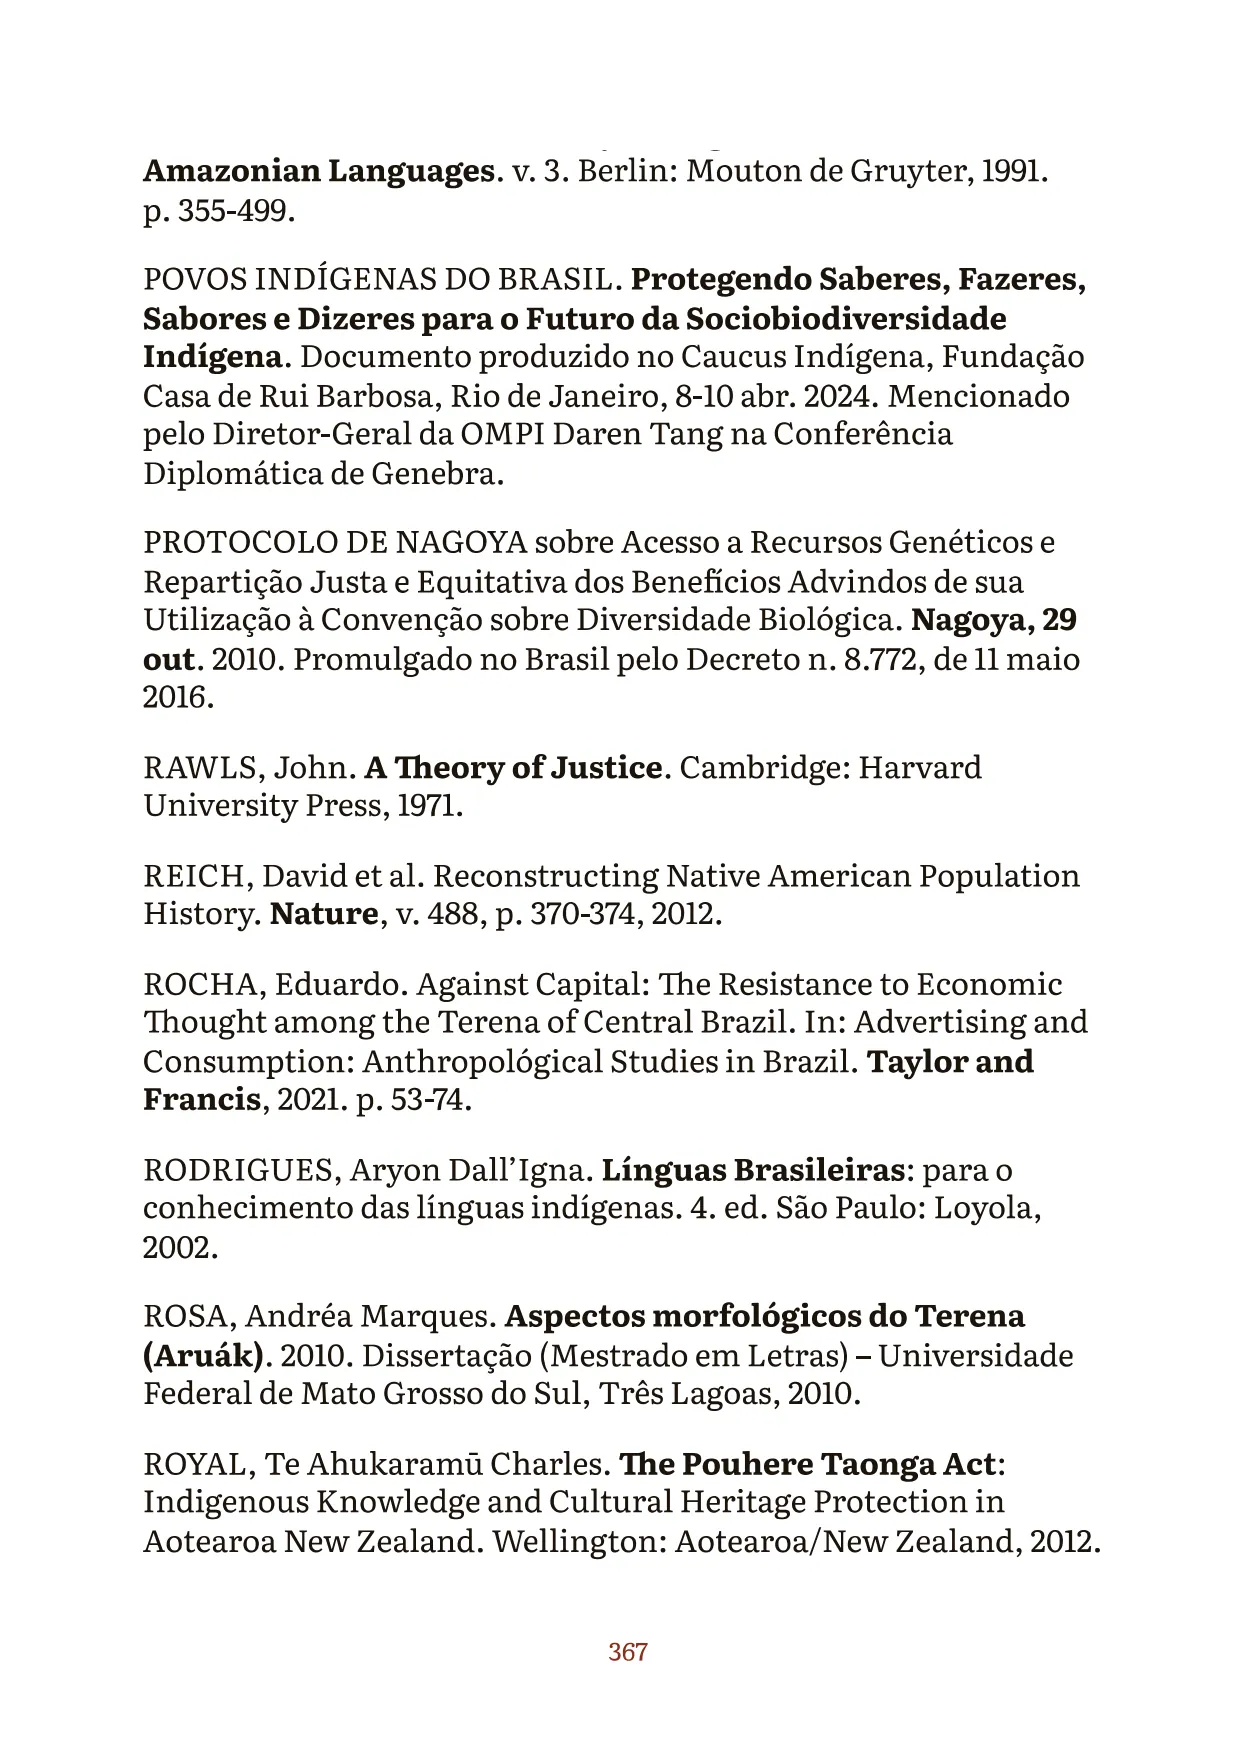 Amazonian Languages. v. 3. Berlin: Mouton de Gruyter, 1991.
p. 355-499.
POVOS INDÍGENAS DO BRASIL. Protegendo Saberes, Fazeres,
Sabores e Dizeres para o Futuro da Sociobiodiversidade
Indígena. Documento produzido no Caucus Indígena, Fundação
Casa de Rui Barbosa, Rio de Janeiro, 8-10 abr. 2024. Mencionado
pelo Diretor-Geral da OMPI Daren Tang na Conferência
Diplomática de Genebra.
PROTOCOLO DE NAGOYA sobre Acesso a Recursos Genéticos e
Repartição Justa e Equitativa dos Benefícios Advindos de sua
Utilização à Convenção sobre Diversidade Biológica. Nagoya, 29
out. 2010. Promulgado no Brasil pelo Decreto n. 8.772, de 11 maio
2016.
RAWLS, John. A Theory of Justice. Cambridge: Harvard
University Press, 1971.
REICH, David et al. Reconstructing Native American Population
History. Nature, v. 488, p. 370-374, 2012.
ROCHA, Eduardo. Against Capital: The Resistance to Economic
Thought among the Terena of Central Brazil. In: Advertising and
Consumption: Anthropológical Studies in Brazil. Taylor and
Francis, 2021. p. 53-74.
RODRIGUES, Aryon Dall’Igna. Línguas Brasileiras: para o
conhecimento das línguas indígenas. 4. ed. São Paulo: Loyola,
2002.
ROSA, Andréa Marques. Aspectos morfológicos do Terena
(Aruák). 2010. Dissertação (Mestrado em Letras) – Universidade
Federal de Mato Grosso do Sul, Três Lagoas, 2010.
ROYAL, Te Ahukaramū Charles. The Pouhere Taonga Act:
Indigenous Knowledge and Cultural Heritage Protection in
Aotearoa New Zealand. Wellington: Aotearoa/New Zealand, 2012.
367